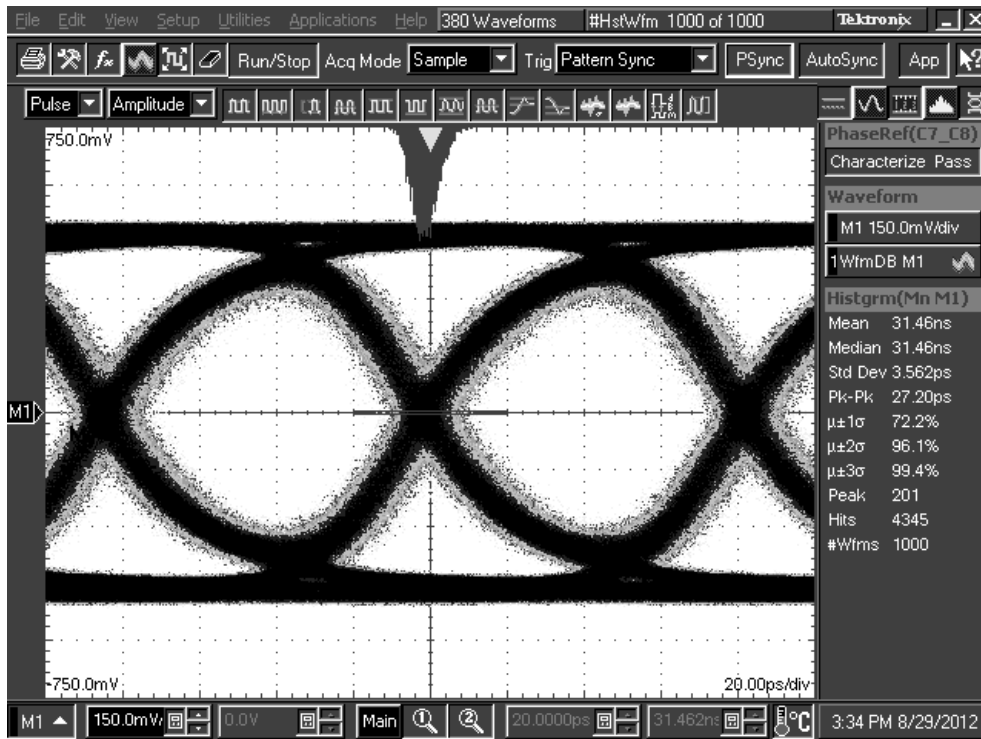 File Edit View Setup Utilities Applications Help 380 Waveforms #HstWfm 1000 of 1000 Tektronix
Run/Stop Acq Mode Sample Trig Pattern Sync PSync AutoSync App
Pulse Amplitude
750.0mV
PhaseRef(C7_C8)
Characterize Pass
Waveform
M1 150.0mV/div
1WfmDB M1
Histgrm(Mn M1)
Mean 31.46ns
Median 31.46ns
Std Dev 3.562ps
Pk-Pk 27.20ps
µ±1σ 72.2%
M1
µ±2σ 96.1%
µ±3σ 99.4%
Peak 201
Hits 4345
#Wfms 1000
-750.0mV 20.00ps/div
M1 150.0mV/ 0.0V Main 1 2 20.0000ps 31.462ns °C 3:34 PM 8/29/2012